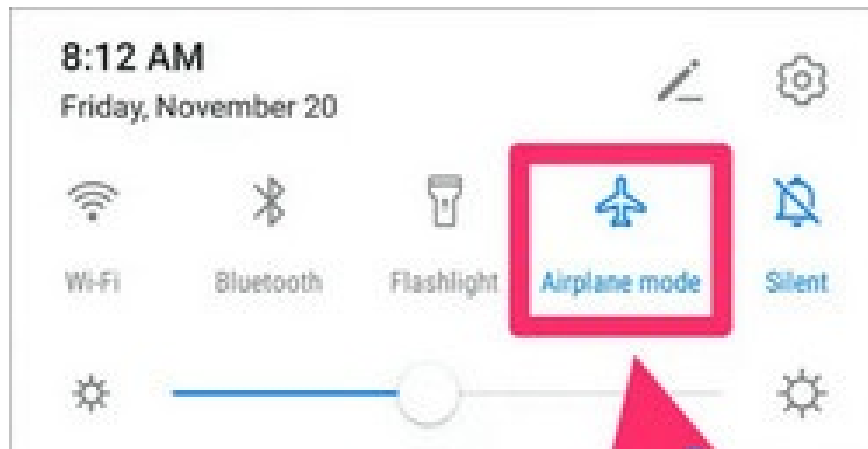 8:12 AM
Friday, November 20
Wi-Fi Bluetooth Flashlight Airplane mode Silent